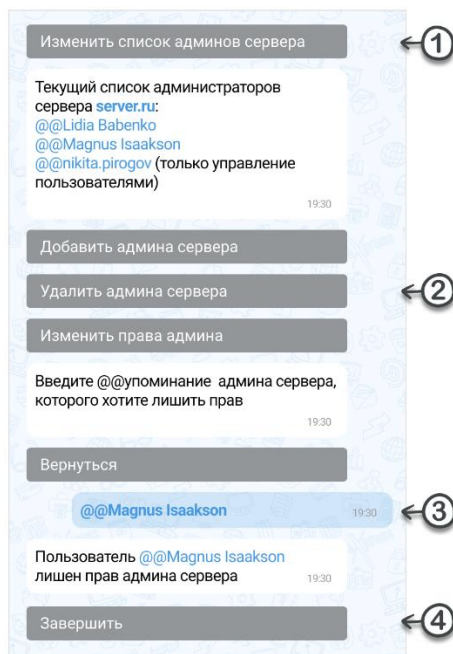 Изменить список админов сервера
1
Текущий список администраторов
сервера server.ru:
@@Lidia Babenko
@@Magnus Isaakson
@@nikita.pirogov (только управление
пользователями)
19:30
Добавить админа сервера
Удалить админа сервера
2
Изменить права админа
Введите @@упоминание админа сервера,
которого хотите лишить прав
19:30
Вернуться
@@Magnus Isaakson
19:30
3
Пользователь @@Magnus Isaakson
лишен прав админа сервера
19:30
Завершить
4